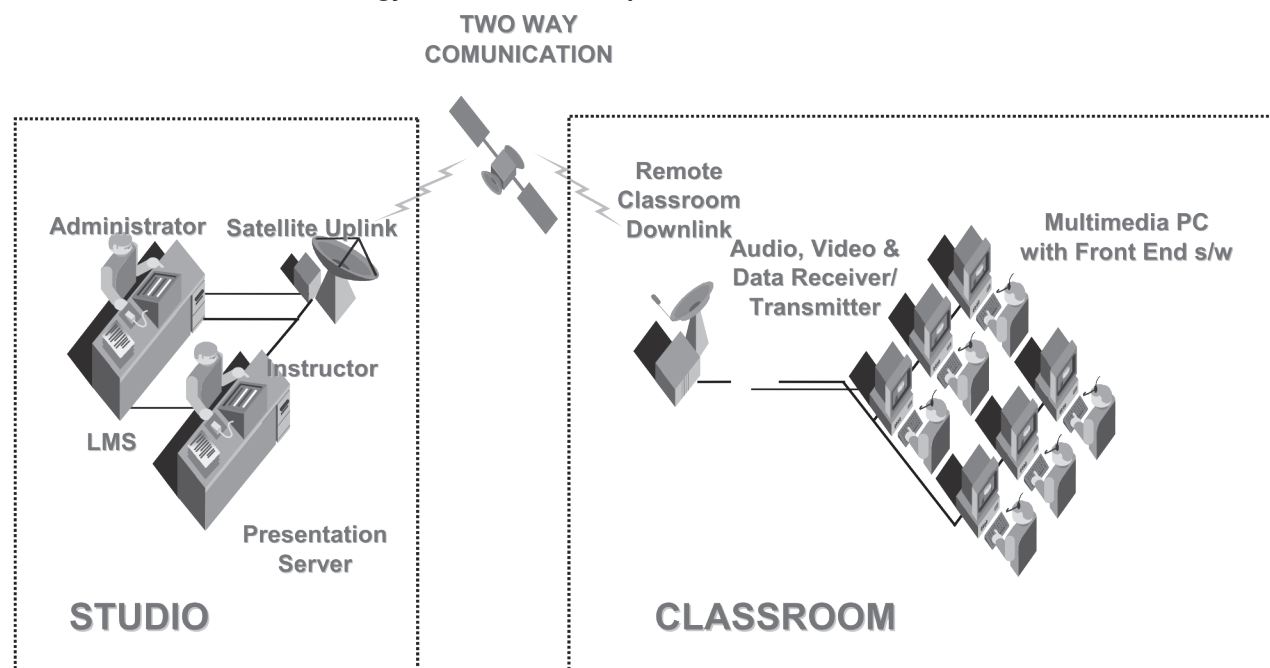 TWO WAY
COMUNICATION
Administrator
Satellite Uplink
Instructor
LMS
Presentation
Server
STUDIO
Remote
Classroom
Downlink
Audio, Video &
Data Receiver/
Transmitter
Multimedia PC
with Front End s/w
CLASSROOM